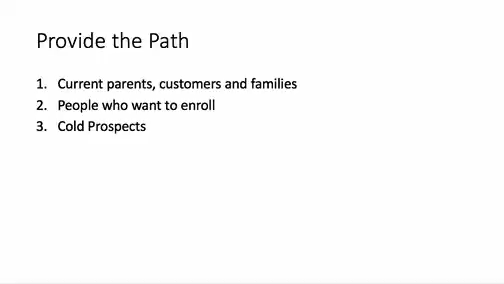 Provide the Path
1. Current parents, customers and families
2. People who want to enroll
3. Cold Prospects